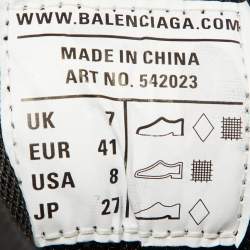 WWW.BALENCIAGA.COM
MADE IN CHINA
ART NO. 542023
UK 7
EUR 41
USA 8
JP 27